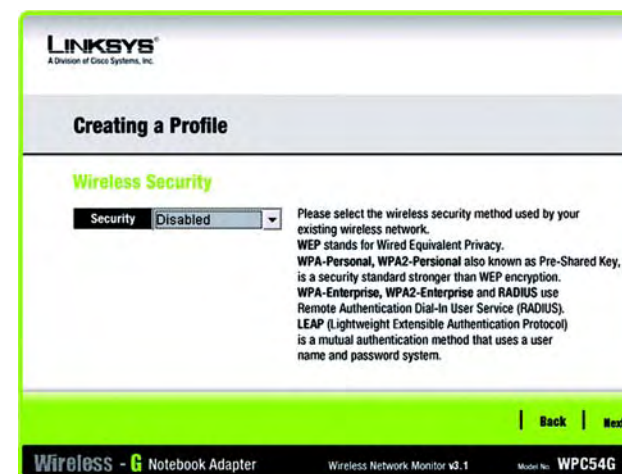 LINKSYS®
A Division of Cisco Systems, Inc.
Creating a Profile
Wireless Security
Security Disabled
Please select the wireless security method used by your
existing wireless network.
WEP stands for Wired Equivalent Privacy.
WPA-Personal, WPA2-Persional also known as Pre-Shared Key,
is a security standard stronger than WEP encryption.
WPA-Enterprise, WPA2-Enterprise and RADIUS use
Remote Authentication Dial-In User Service (RADIUS).
LEAP (Lightweight Extensible Authentication Protocol)
is a mutual authentication method that uses a user
name and password system.
Back Next
Wireless - G Notebook Adapter Wireless Network Monitor v3.1 Model No WPC54G